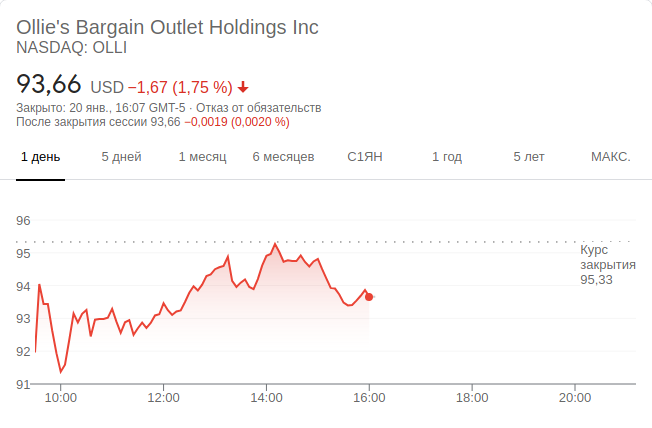 Ollie's Bargain Outlet Holdings Inc
NASDAQ: OLLI
93,66 USD −1,67 (1,75 %)
Закрыто: 20 янв., 16:07 GMT-5 · Отказ от обязательств
После закрытия сессии 93,66 −0,0019 (0,0020 %)
1 день 5 дней 1 месяц 6 месяцев С1ЯН 1 год 5 лет МАКС.
96
95
94
93
92
91
Курс
закрытия
95,33
10:00 12:00 14:00 16:00 18:00 20:00